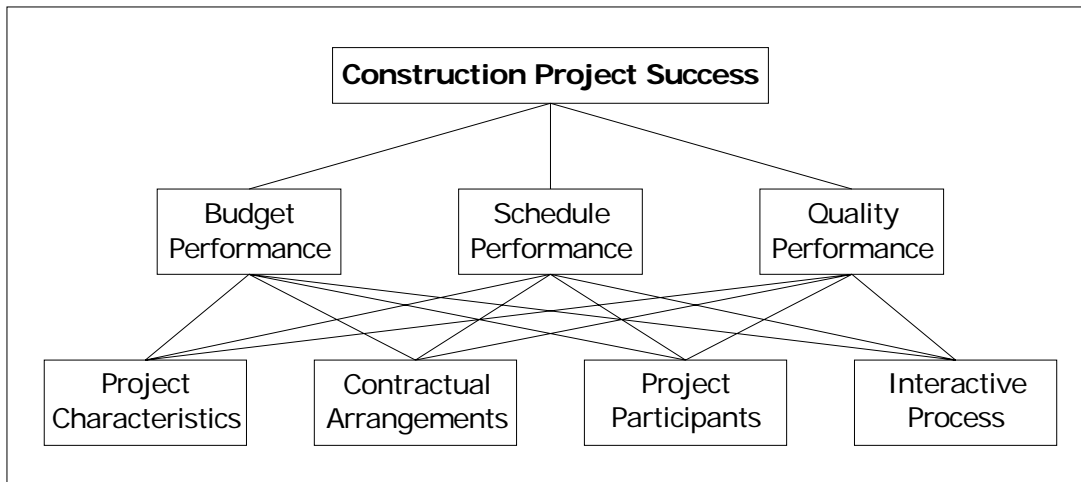 Construction Project Success
Budget
Performance
Schedule
Performance
Quality
Performance
Project
Characteristics
Contractual
Arrangements
Project
Participants
Interactive
Process